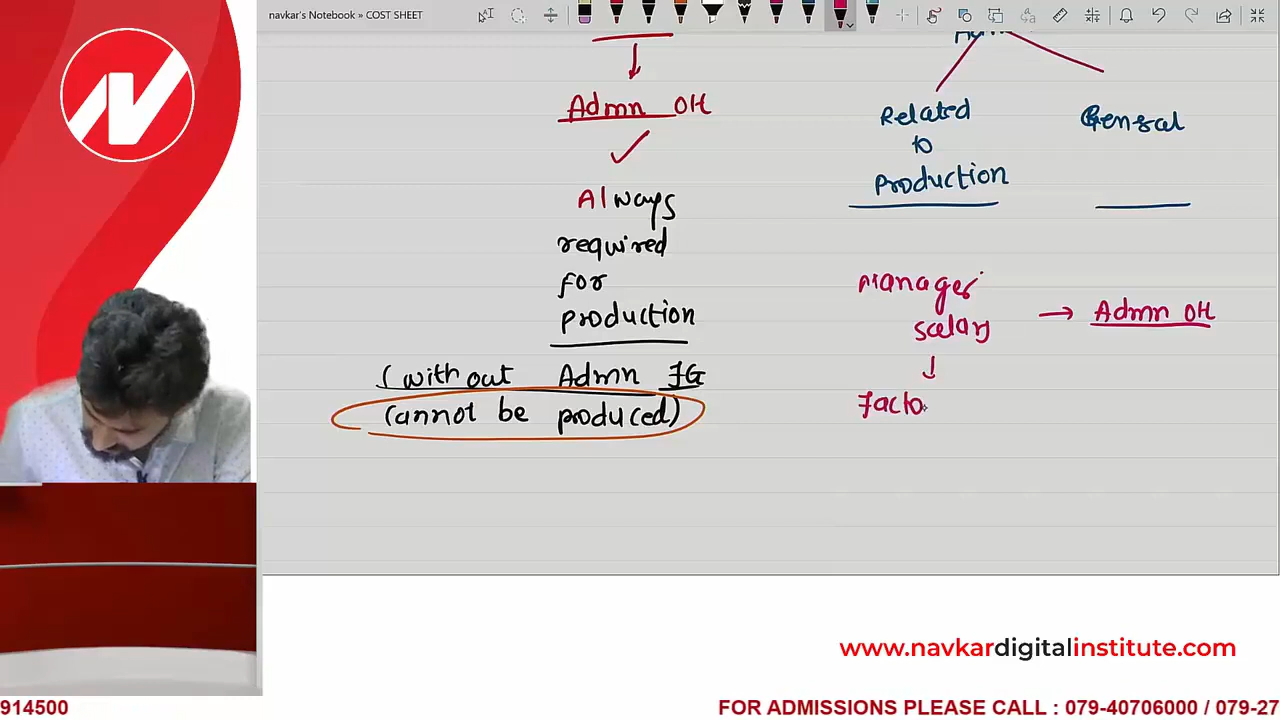 navkar's Notebook » COST SHEET
Admn OH
Always
required
for
production
(without Admn FG
cannot be produced)
Related
to
Production
General
Manager
salary
→ Admn OH
Facto
www.navkardigitalinstitute.com
914500
FOR ADMISSIONS PLEASE CALL : 079-40706000 / 079-27